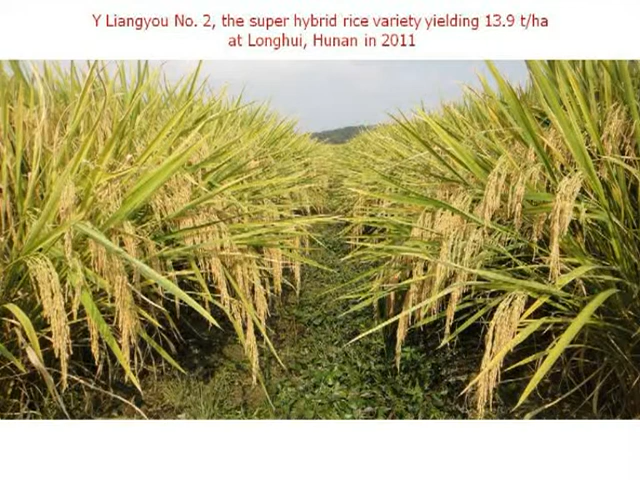 Y Liangyou No. 2, the super hybrid rice variety yielding 13.9 t/ha
at Longhui, Hunan in 2011